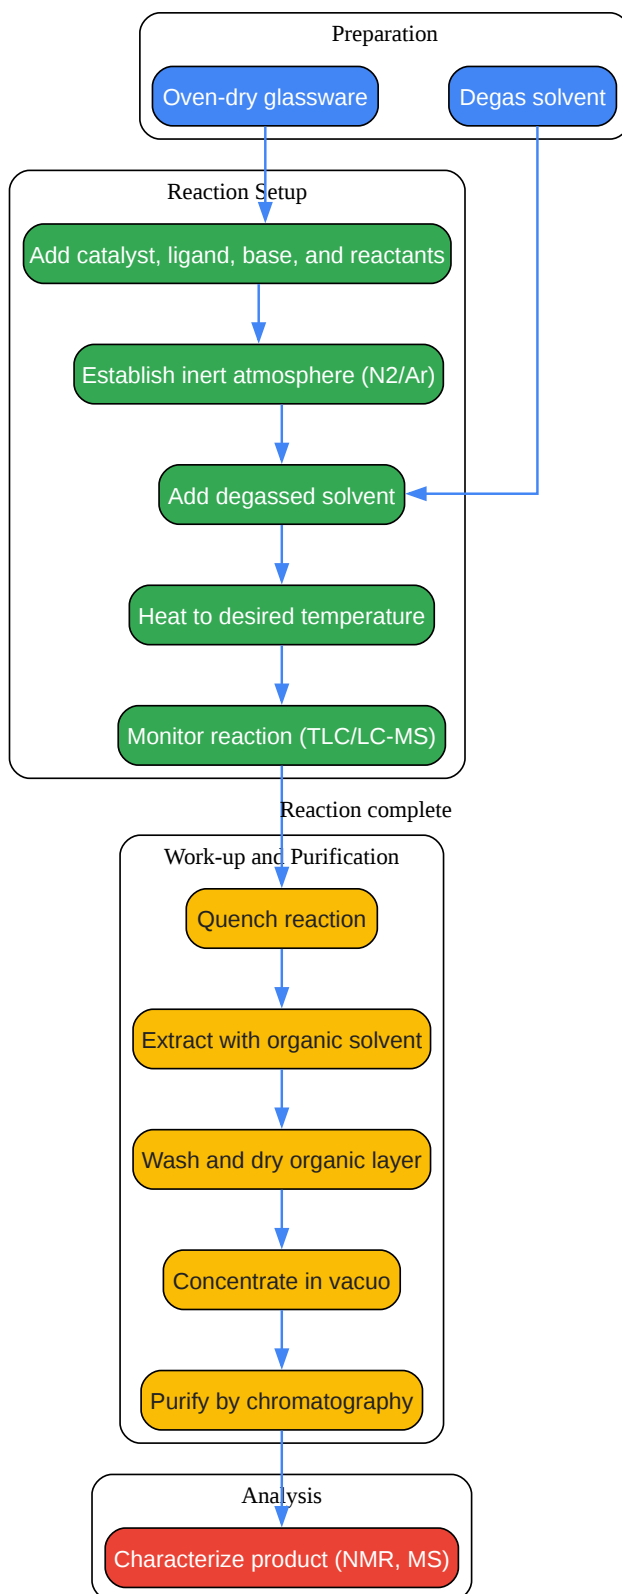 Preparation
Oven-dry glassware
Degas solvent
Reaction Setup
Add catalyst, ligand, base, and reactants
Establish inert atmosphere (N2/Ar)
Add degassed solvent
Heat to desired temperature
Monitor reaction (TLC/LC-MS)
Reaction complete
Work-up and Purification
Quench reaction
Extract with organic solvent
Wash and dry organic layer
Concentrate in vacuo
Purify by chromatography
Analysis
Characterize product (NMR, MS)